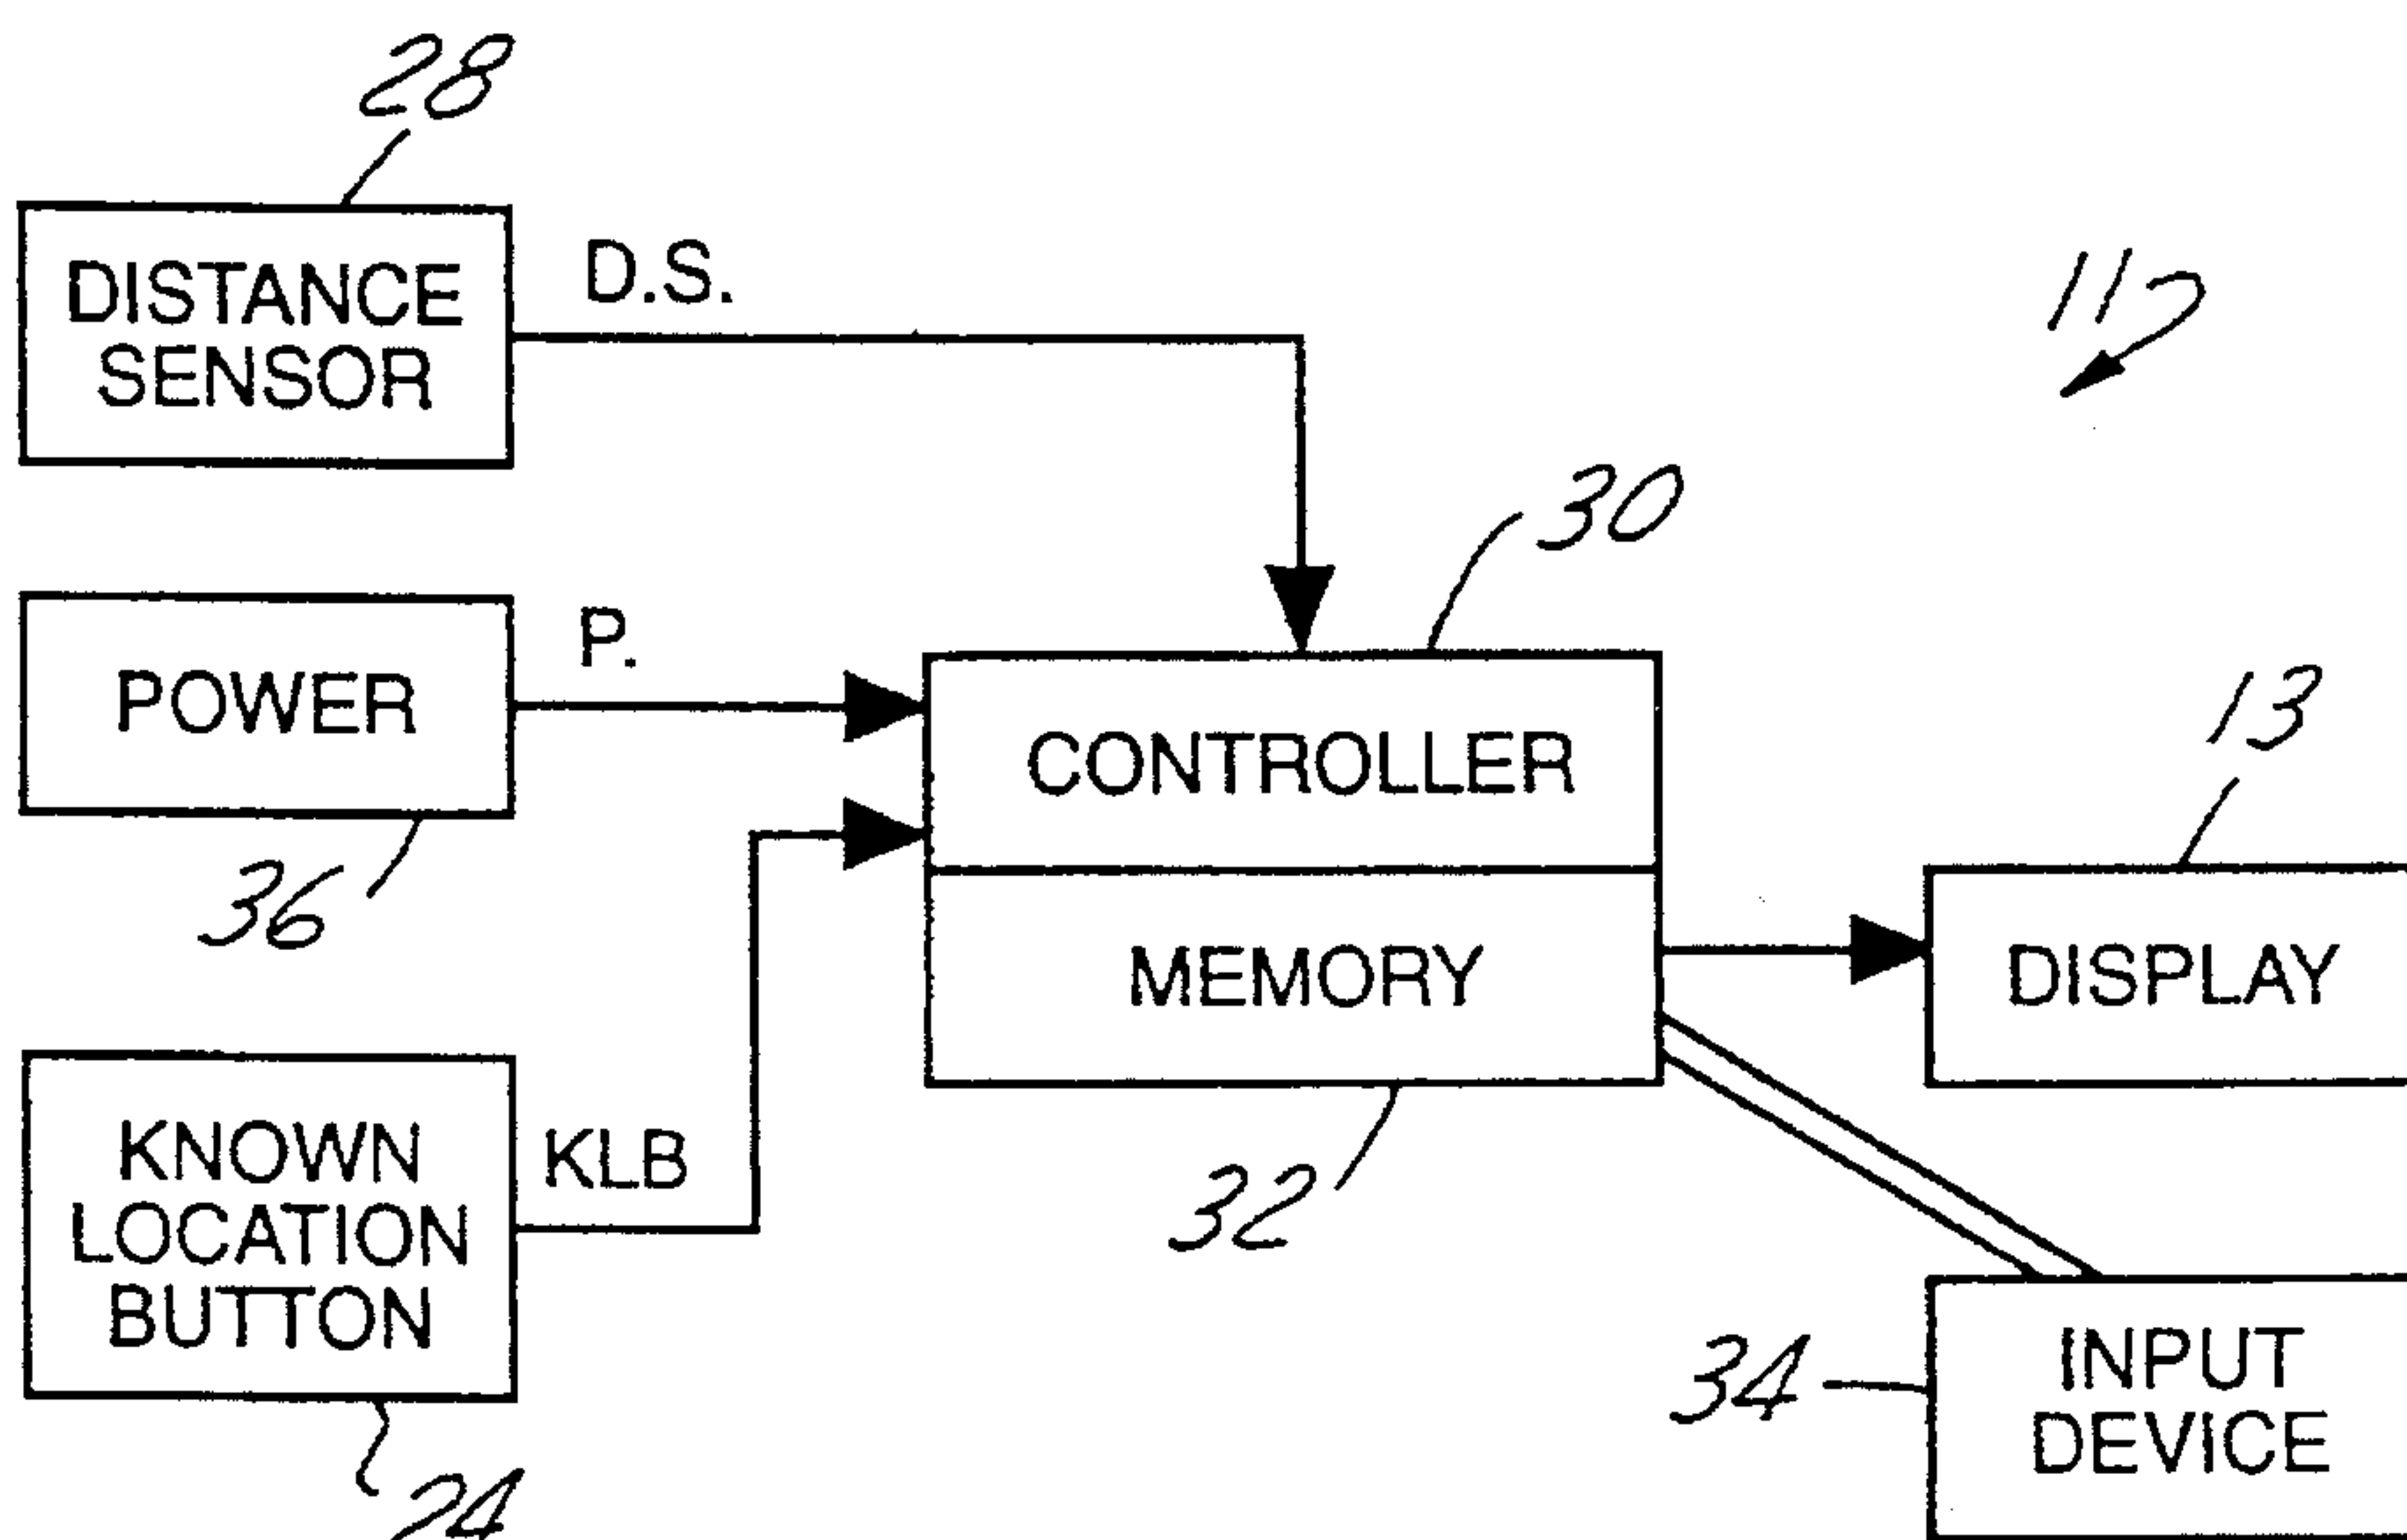 28
DISTANCE
SENSOR
D.S.
11
30
POWER
P.
36
CONTROLLER
MEMORY
32
13
DISPLAY
KNOWN
LOCATION
BUTTON
KLB
24
34
INPUT
DEVICE